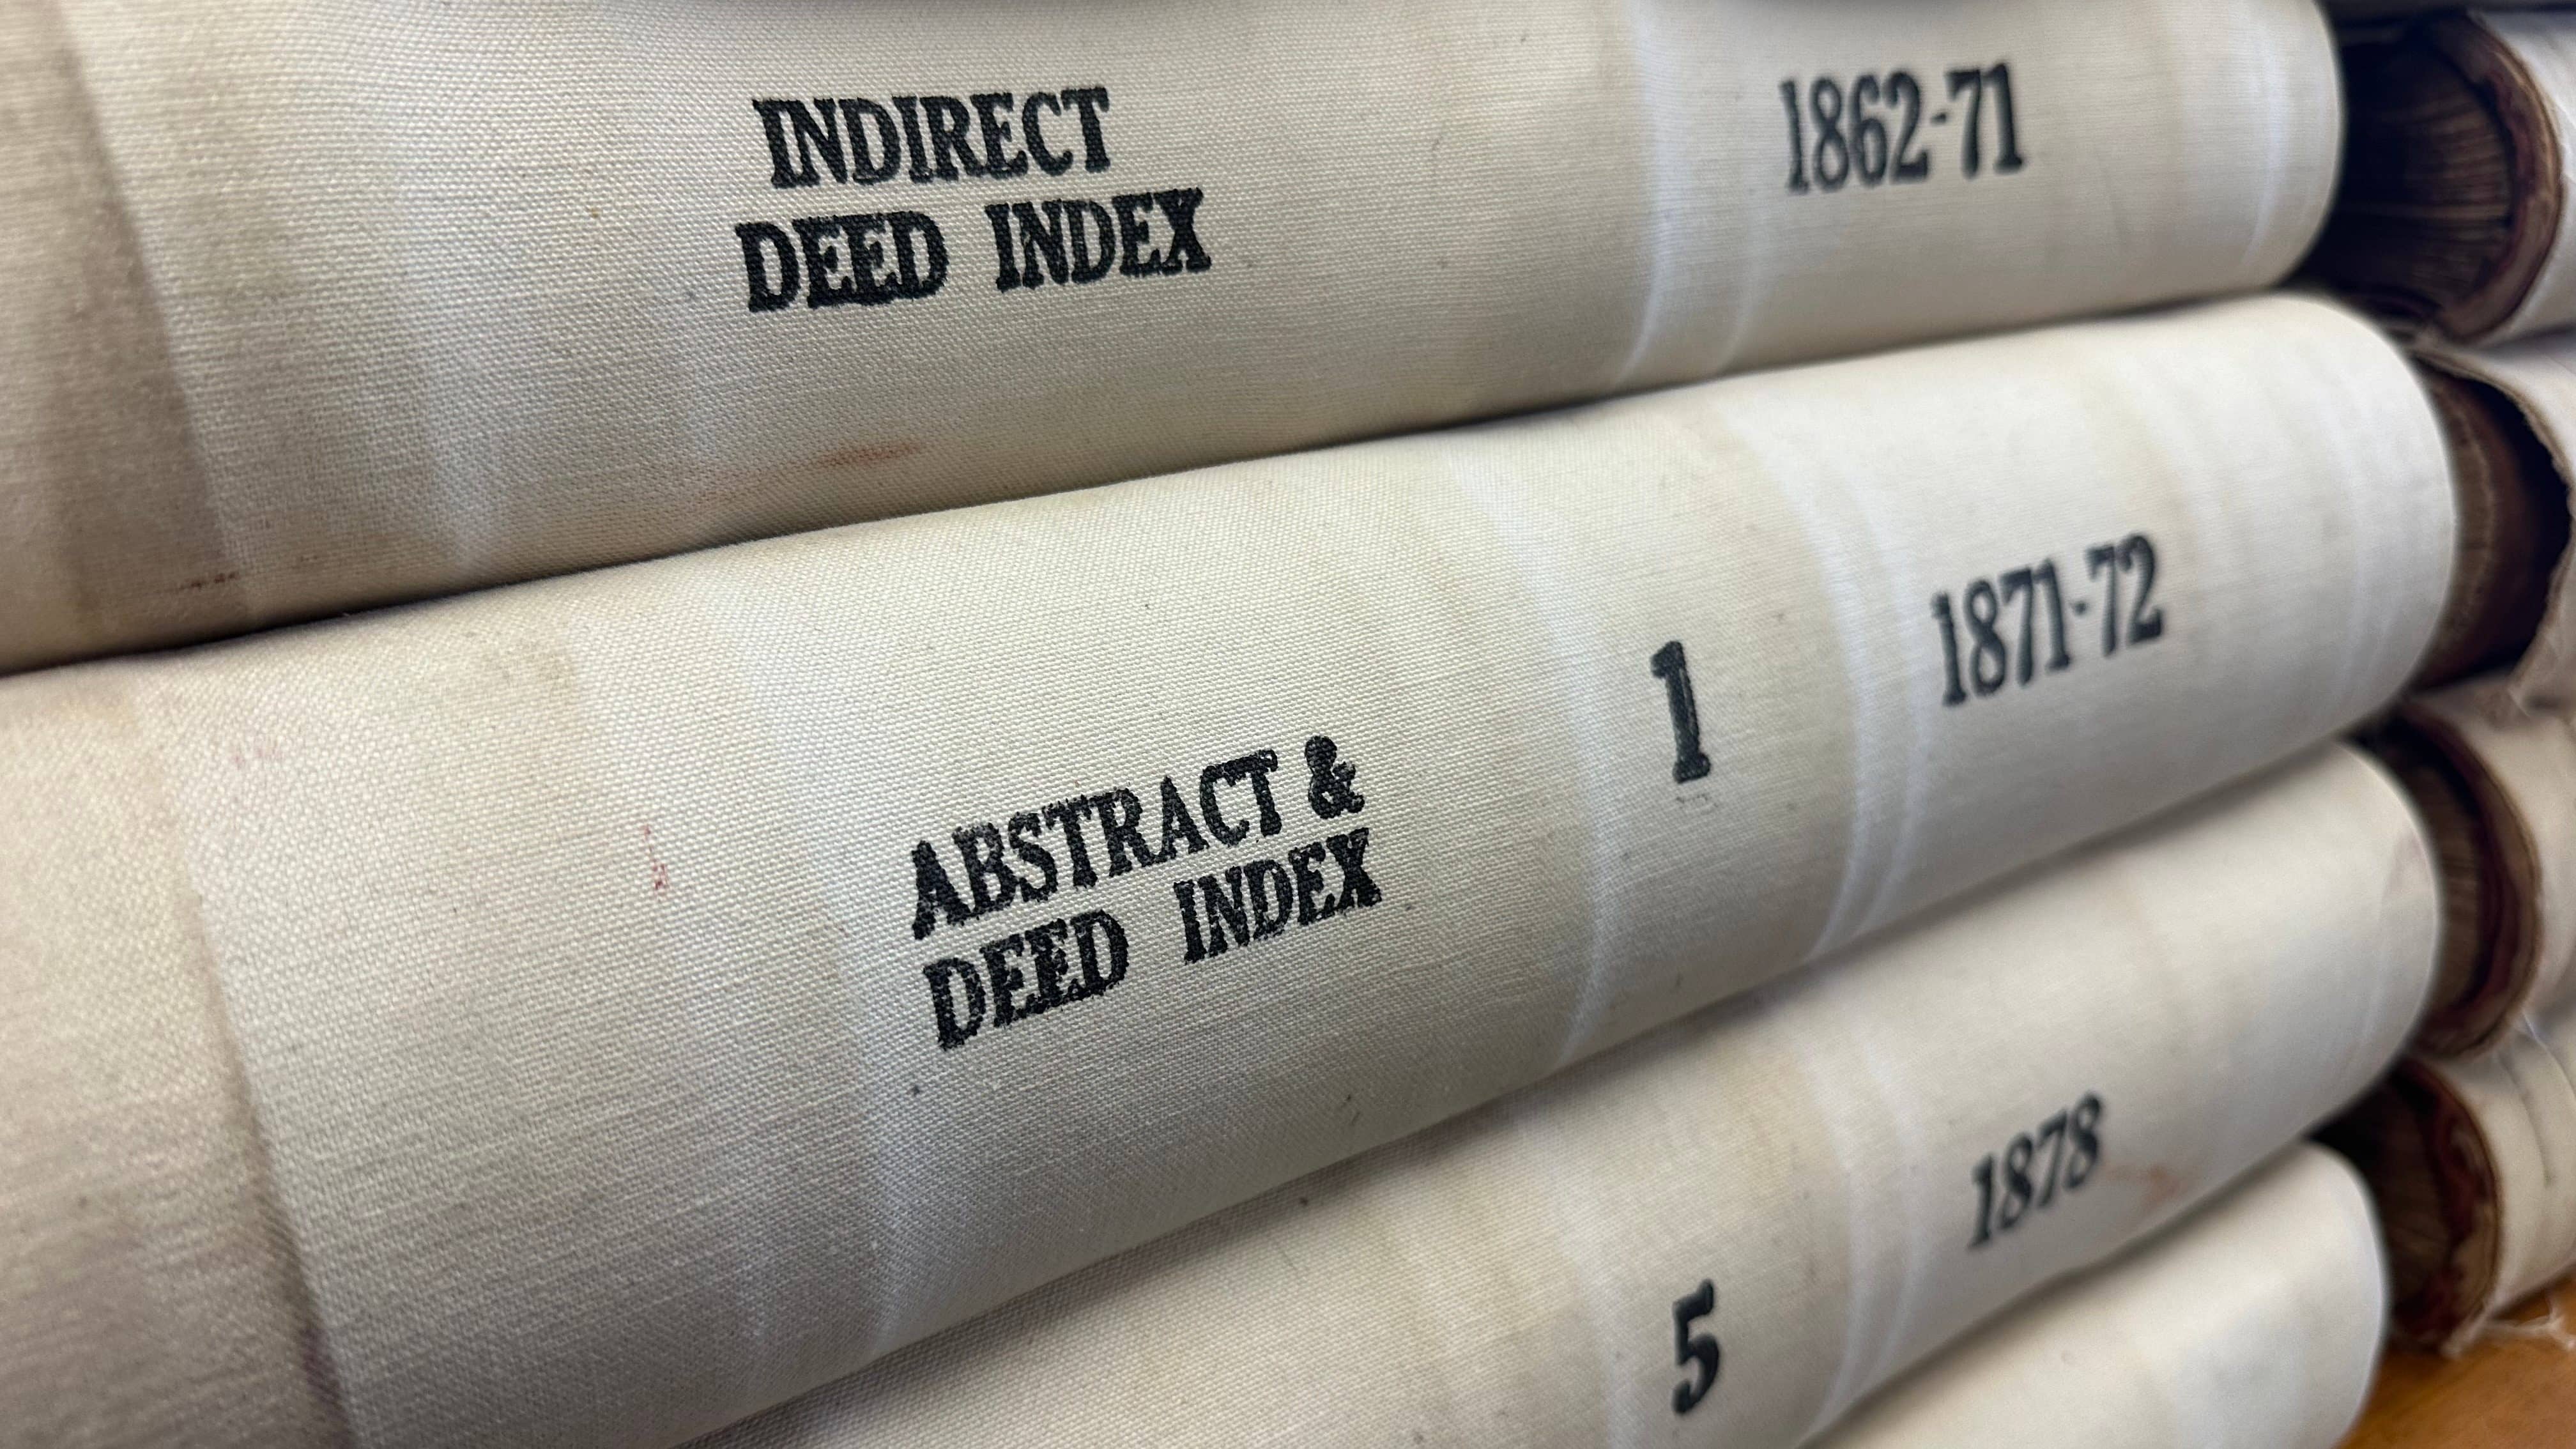 INDIRECT
DEED INDEX
1862-71
ABSTRACT &
DEED INDEX
1
1871-72
5
1878